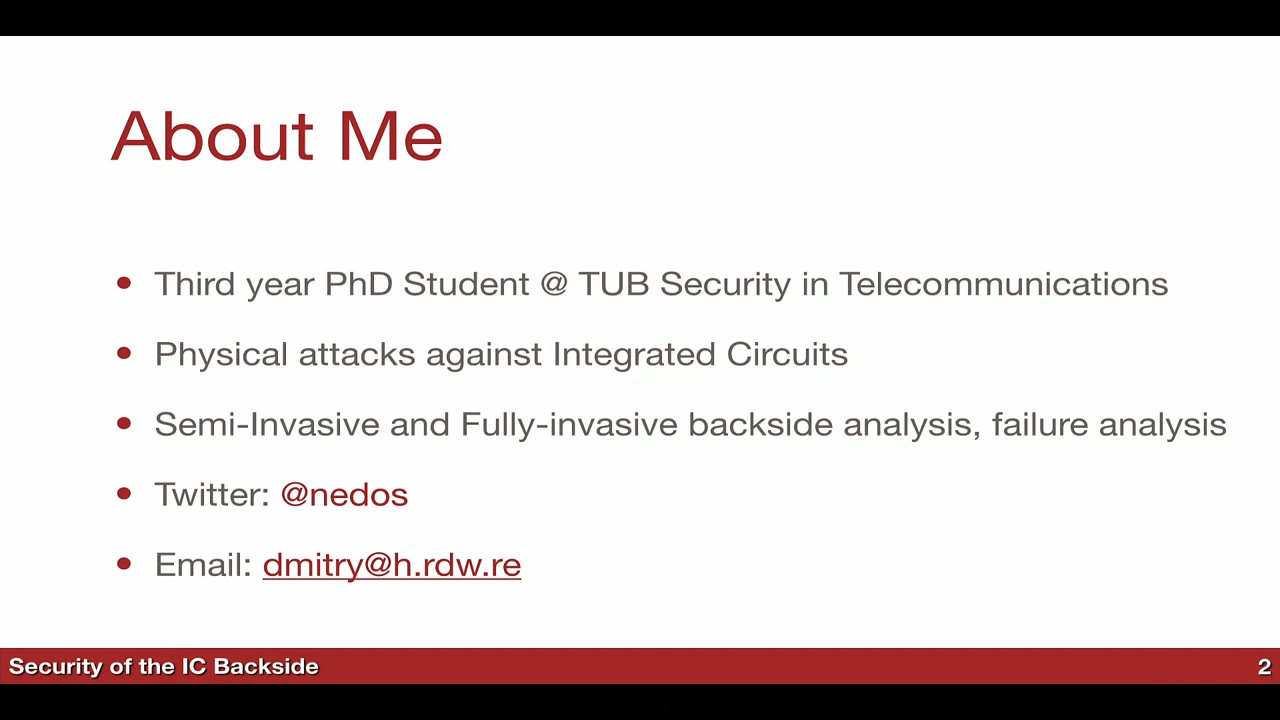 About Me
• Third year PhD Student @ TUB Security in Telecommunications
• Physical attacks against Integrated Circuits
• Semi-Invasive and Fully-invasive backside analysis, failure analysis
• Twitter: @nedos
• Email: dmitry@h.rdw.re
Security of the IC Backside
2